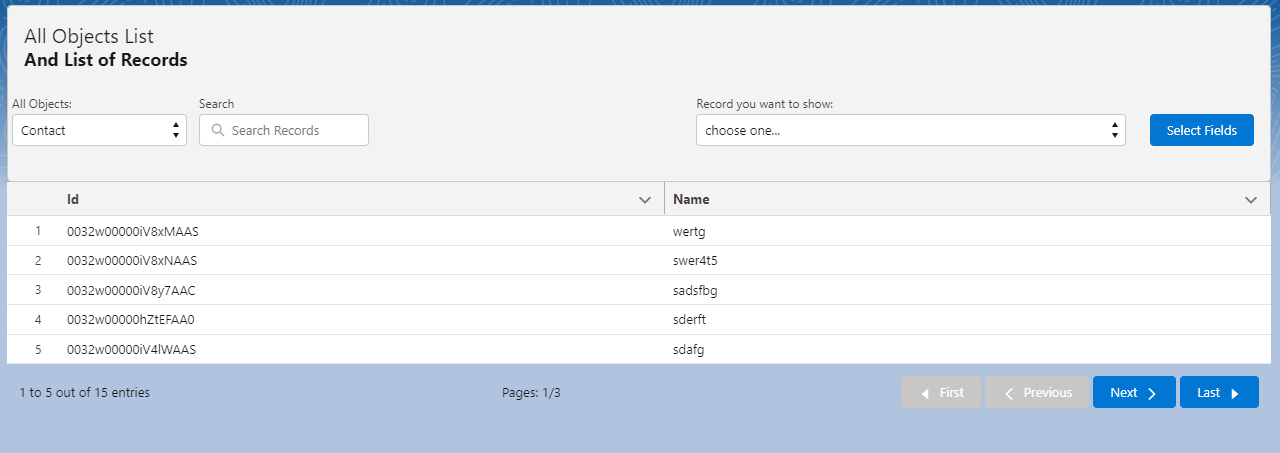 All Objects List
And List of Records
All Objects: Search Record you want to show:
Contact Search Records choose one... Select Fields
Id Name
1 0032w00000iV8xMAAS wertg
2 0032w00000iV8xNAAS swer4t5
3 0032w00000iV8y7AAC sadsfbg
4 0032w00000hZtEFAA0 sderft
5 0032w00000iV4lWAAS sdafg
1 to 5 out of 15 entries Pages: 1/3 First Previous Next Last